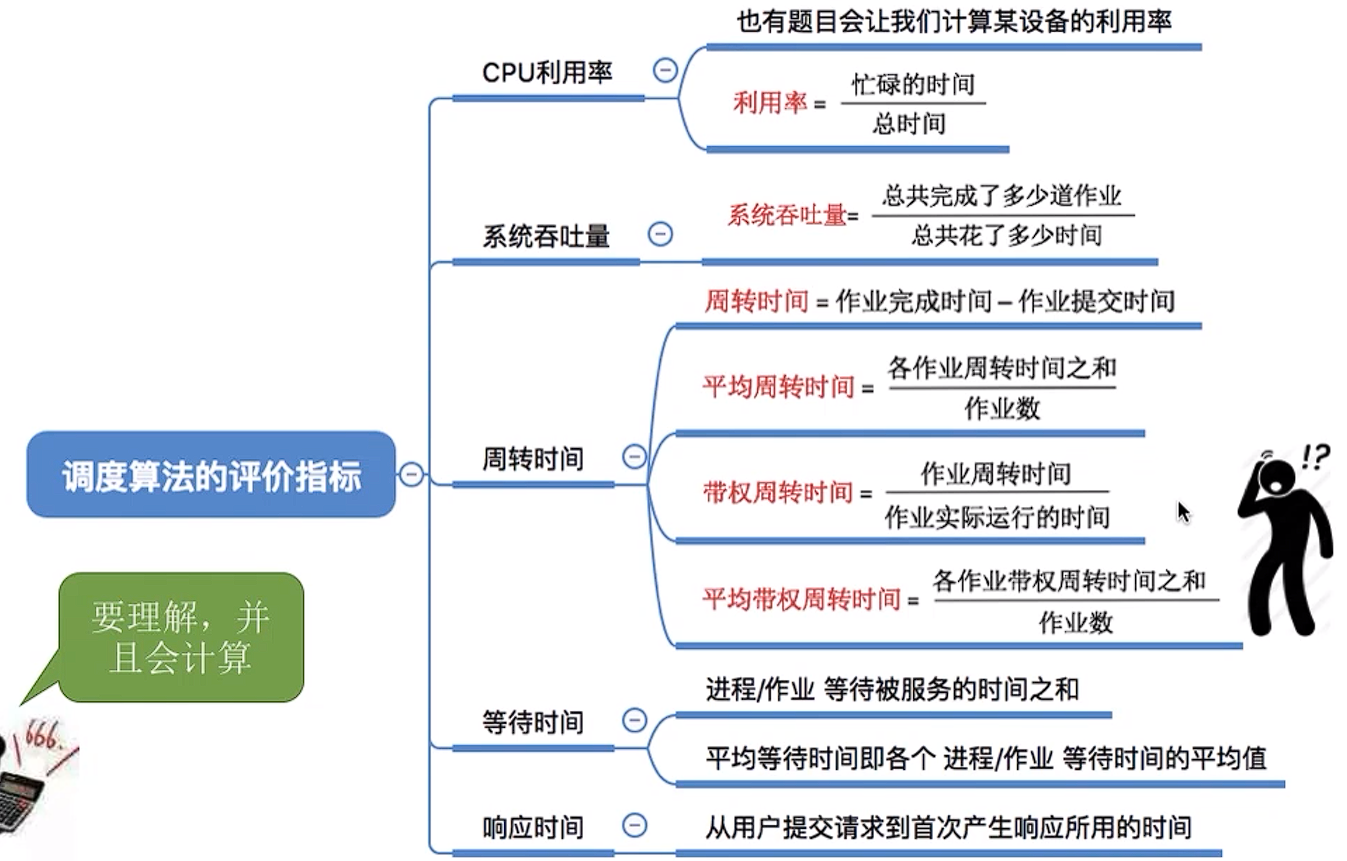 也有题目会让我们计算某设备的利用率
CPU利用率
利用率 = 忙碌的时间
总时间
系统吞吐量
系统吞吐量= 总共完成了多少道作业
总共花了多少时间
周转时间 = 作业完成时间 – 作业提交时间
平均周转时间 = 各作业周转时间之和
作业数
周转时间
带权周转时间 = 作业周转时间
作业实际运行的时间
平均带权周转时间 = 各作业带权周转时间之和
作业数
调度算法的评价指标
!?
要理解，并
且会计算
666.
等待时间
进程/作业 等待被服务的时间之和
平均等待时间即各个 进程/作业 等待时间的平均值
响应时间
从用户提交请求到首次产生响应所用的时间